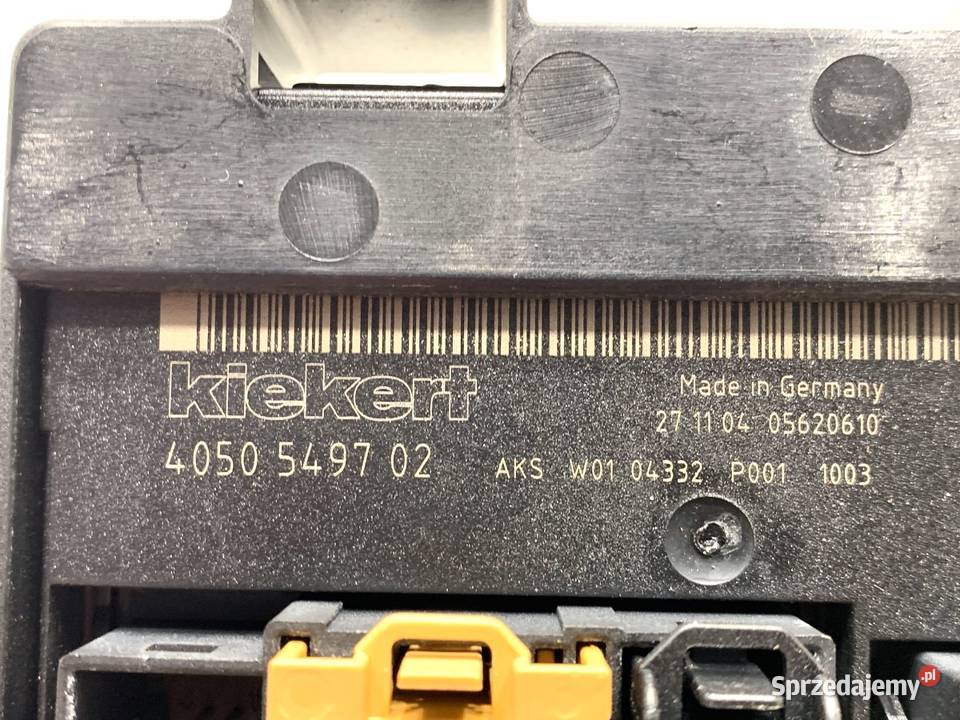 kiekert
Made in Germany
27 11 04 05620610
4050 5497 02
AKS W01 04332 P001 1003
Sprzedajemy.pl